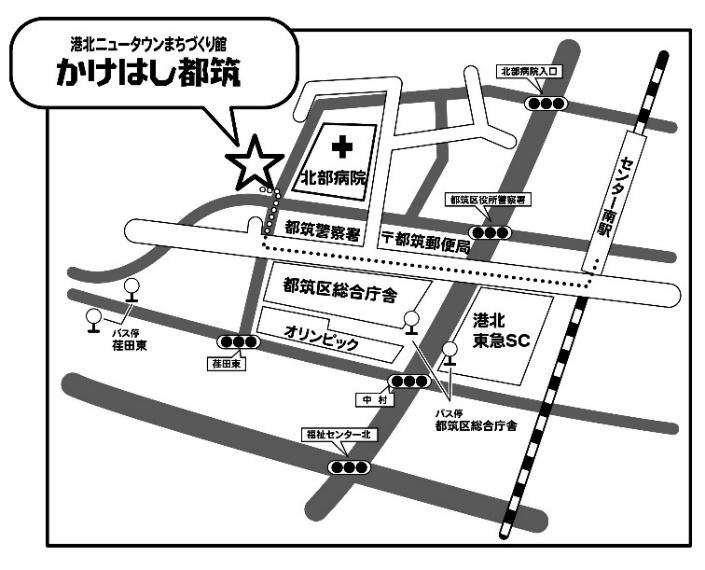 港北ニュータウンまちづくり館
かけはし都筑
北部病院入口
北部病院
センター南駅
都筑区役所警察署
都筑警察署
〒都筑郵便局
都筑区総合庁舎
オリンピック
港北
東急SC
バス停
荏田東
荏田東
中村
バス停
都筑区総合庁舎
福祉センター北